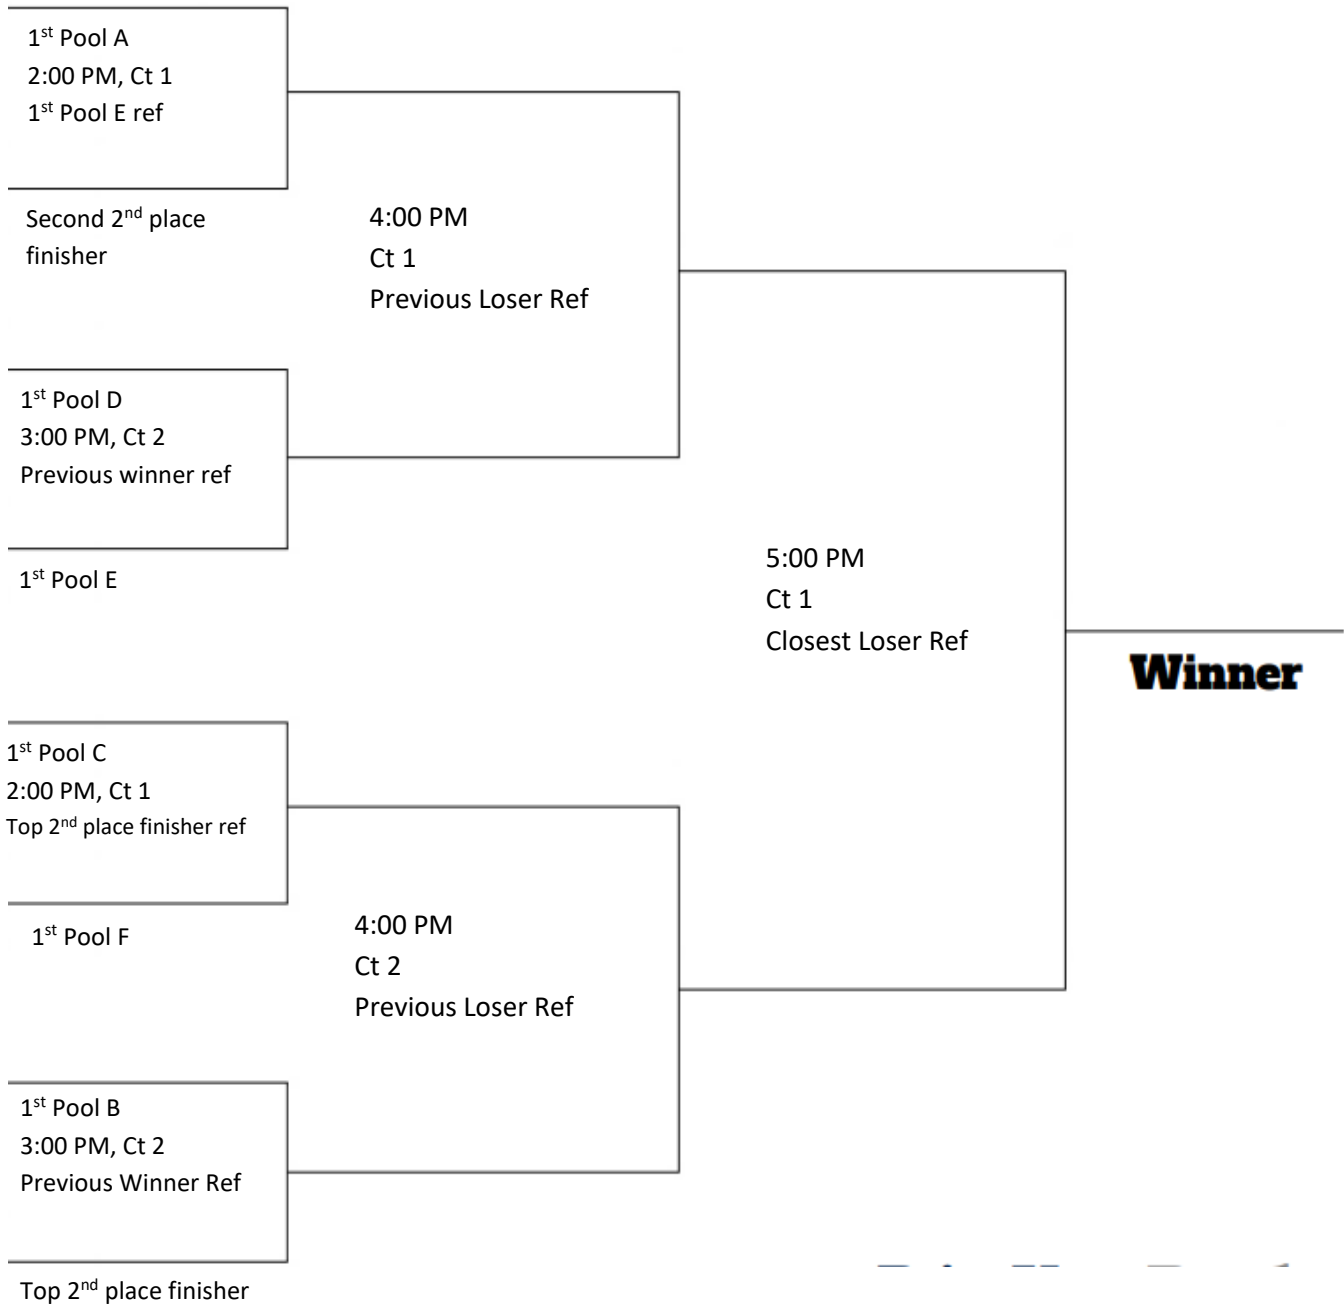 1st Pool A
2:00 PM, Ct 1
1st Pool E ref
Second 2nd place
finisher
4:00 PM
Ct 1
Previous Loser Ref
1st Pool D
3:00 PM, Ct 2
Previous winner ref
1st Pool E
5:00 PM
Ct 1
Closest Loser Ref
Winner
1st Pool C
2:00 PM, Ct 1
Top 2nd place finisher ref
1st Pool F
4:00 PM
Ct 2
Previous Loser Ref
1st Pool B
3:00 PM, Ct 2
Previous Winner Ref
Top 2nd place finisher